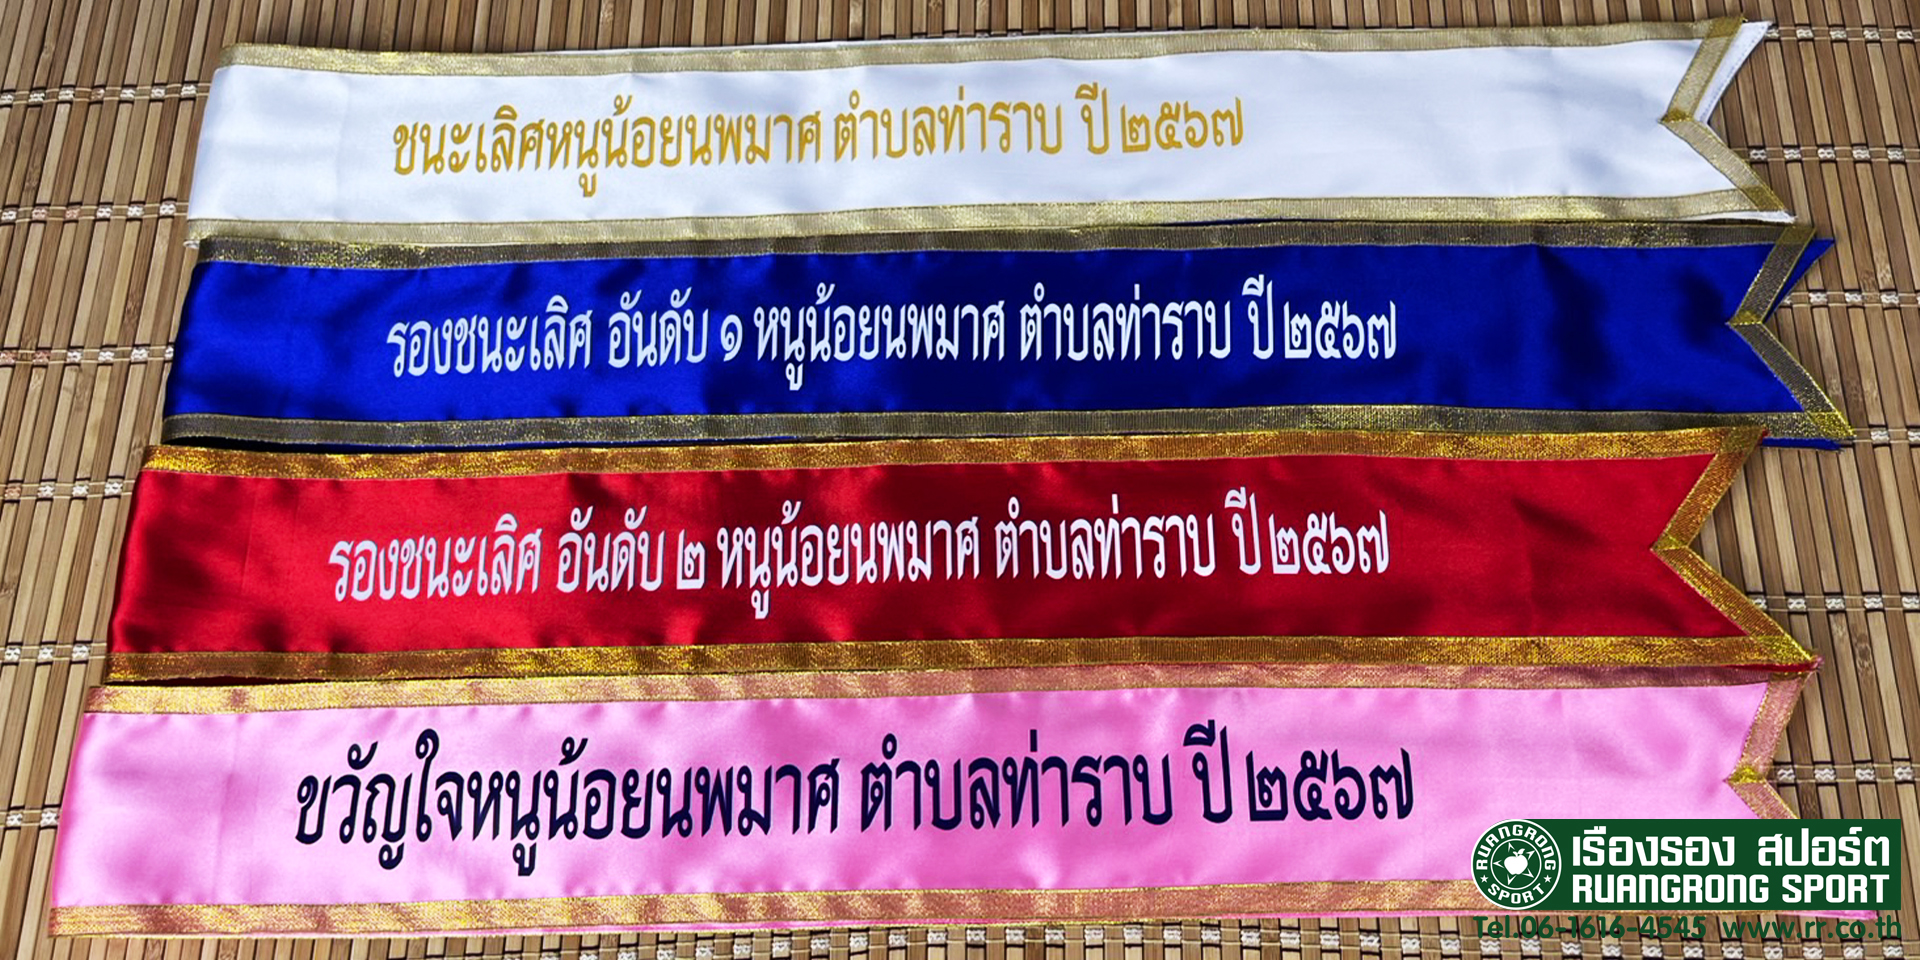 ชนะเลิศหนูน้อยนพมาศ ตำบลท่าราบ ปี ๒๕๖๗
รองชนะเลิศ อันดับ ๑ หนูน้อยนพมาศ ตำบลท่าราบ ปี ๒๕๖๗
รองชนะเลิศ อันดับ ๒ หนูน้อยนพมาศ ตำบลท่าราบ ปี ๒๕๖๗
ขวัญใจหนูน้อยนพมาศ ตำบลท่าราบ ปี ๒๕๖๗
RUANGRONG SPORT
เรืองรอง สปอร์ต
RUANGRONG SPORT
Tel.06-1616-4545 www.rr.co.th